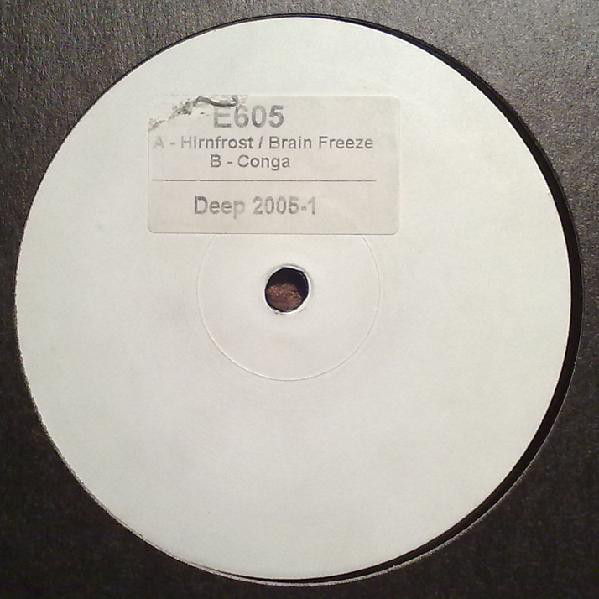 E605
A - Hirnfrost / Brain Freeze
B - Conga
Deep 2005-1